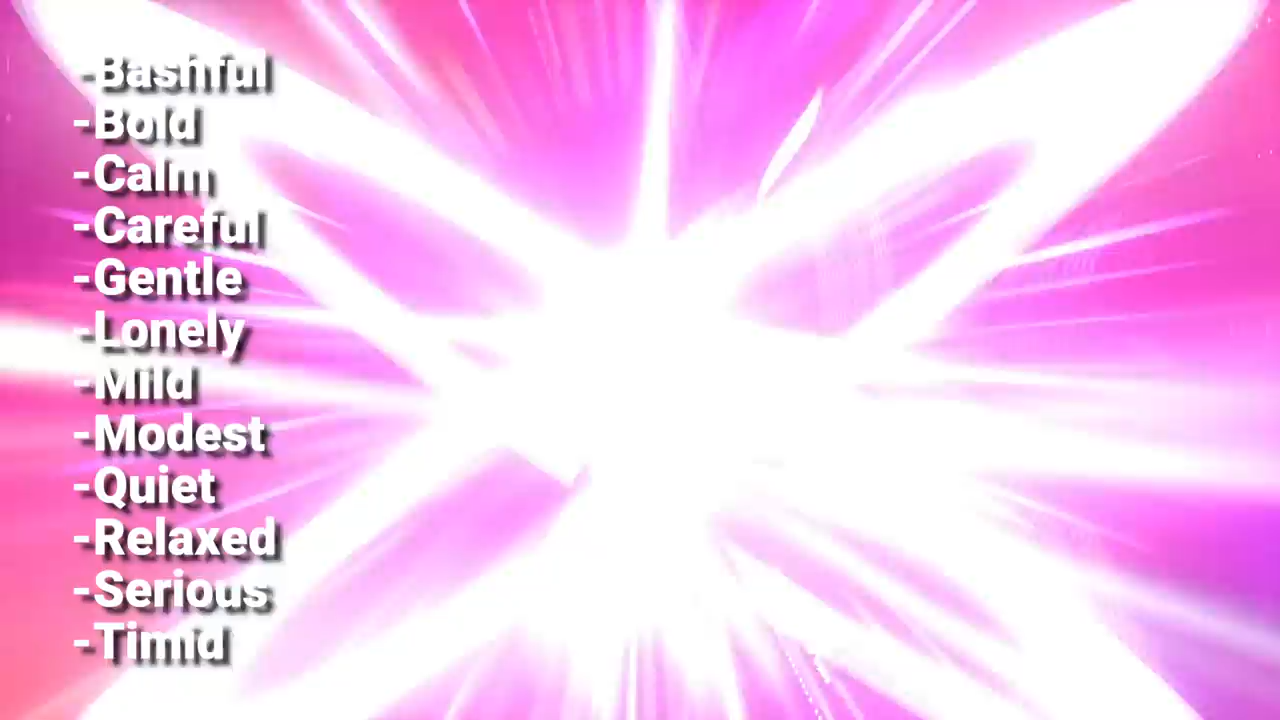 -Bashful
-Bold
-Calm
-Careful
-Gentle
-Lonely
-Mild
-Modest
-Quiet
-Relaxed
-Serious
-Timid